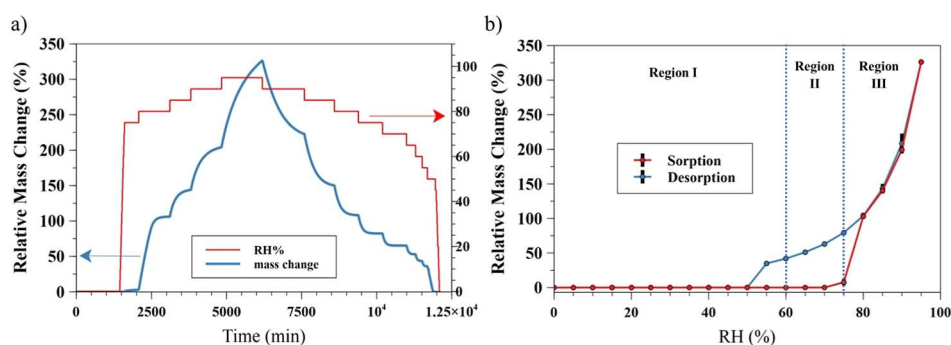 a)
Relative Mass Change (%)
350
300
250
200
150
100
50
0
100
80
60
40
20
0
RH%
mass change
0 2500 5000 7500 10⁴ 1.25×10⁴
Time (min)
b)
Relative Mass Change (%)
350
300
250
200
150
100
50
0
Region I
Region
II
Region
III
Sorption
Desorption
0 20 40 60 80 100
RH (%)